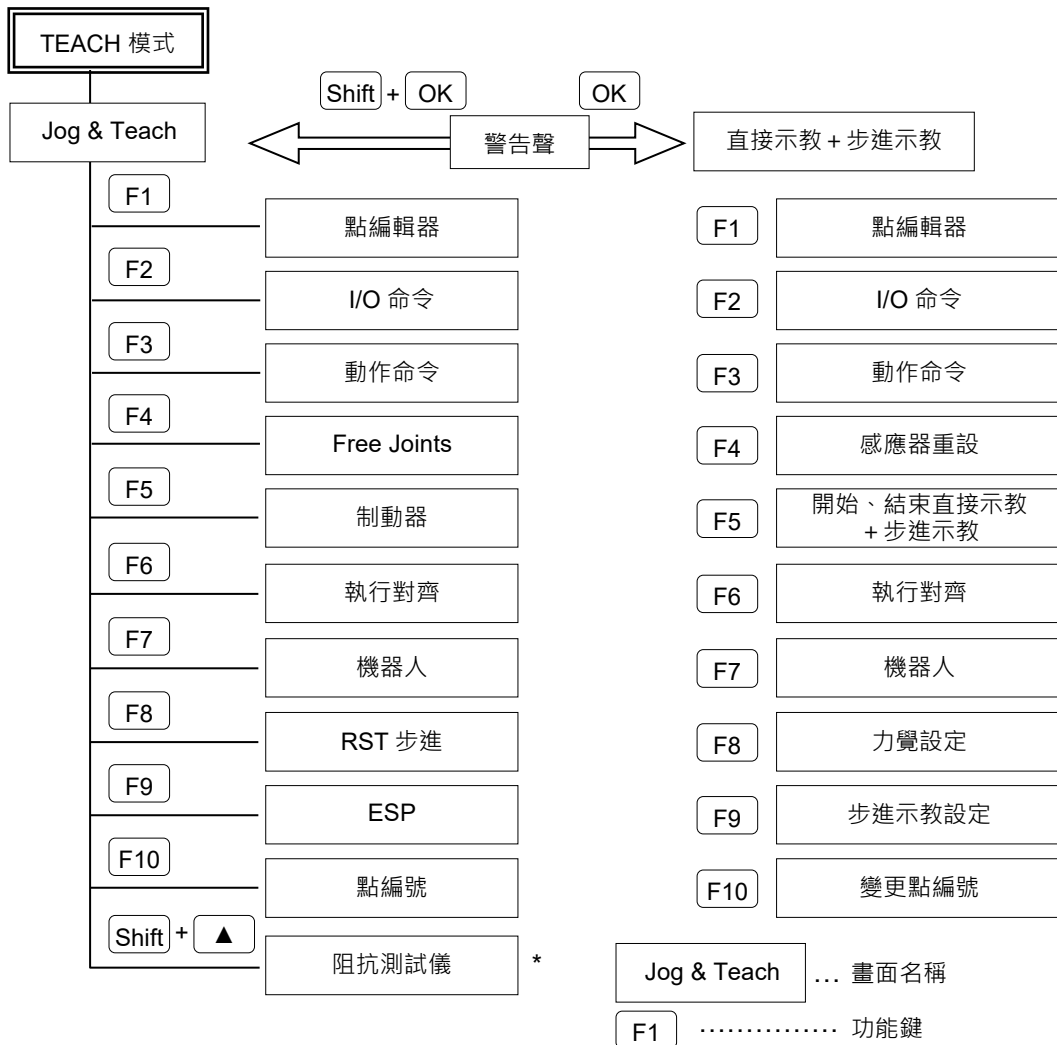 TEACH 模式
Shift + OK
OK
Jog & Teach
警告聲
直接示教 + 步進示教
F1
點編輯器
F2
I/O 命令
F3
動作命令
F4
Free Joints
F5
制動器
F6
執行對齊
F7
機器人
F8
RST 步進
F9
ESP
F10
點編號
Shift + ▲
阻抗測試儀 *
F1 點編輯器
F2 I/O 命令
F3 動作命令
F4 感應器重設
F5 開始、結束直接示教
+ 步進示教
F6 執行對齊
F7 機器人
F8 力覺設定
F9 步進示教設定
F10 變更點編號
Jog & Teach … 畫面名稱
F1 …………… 功能鍵